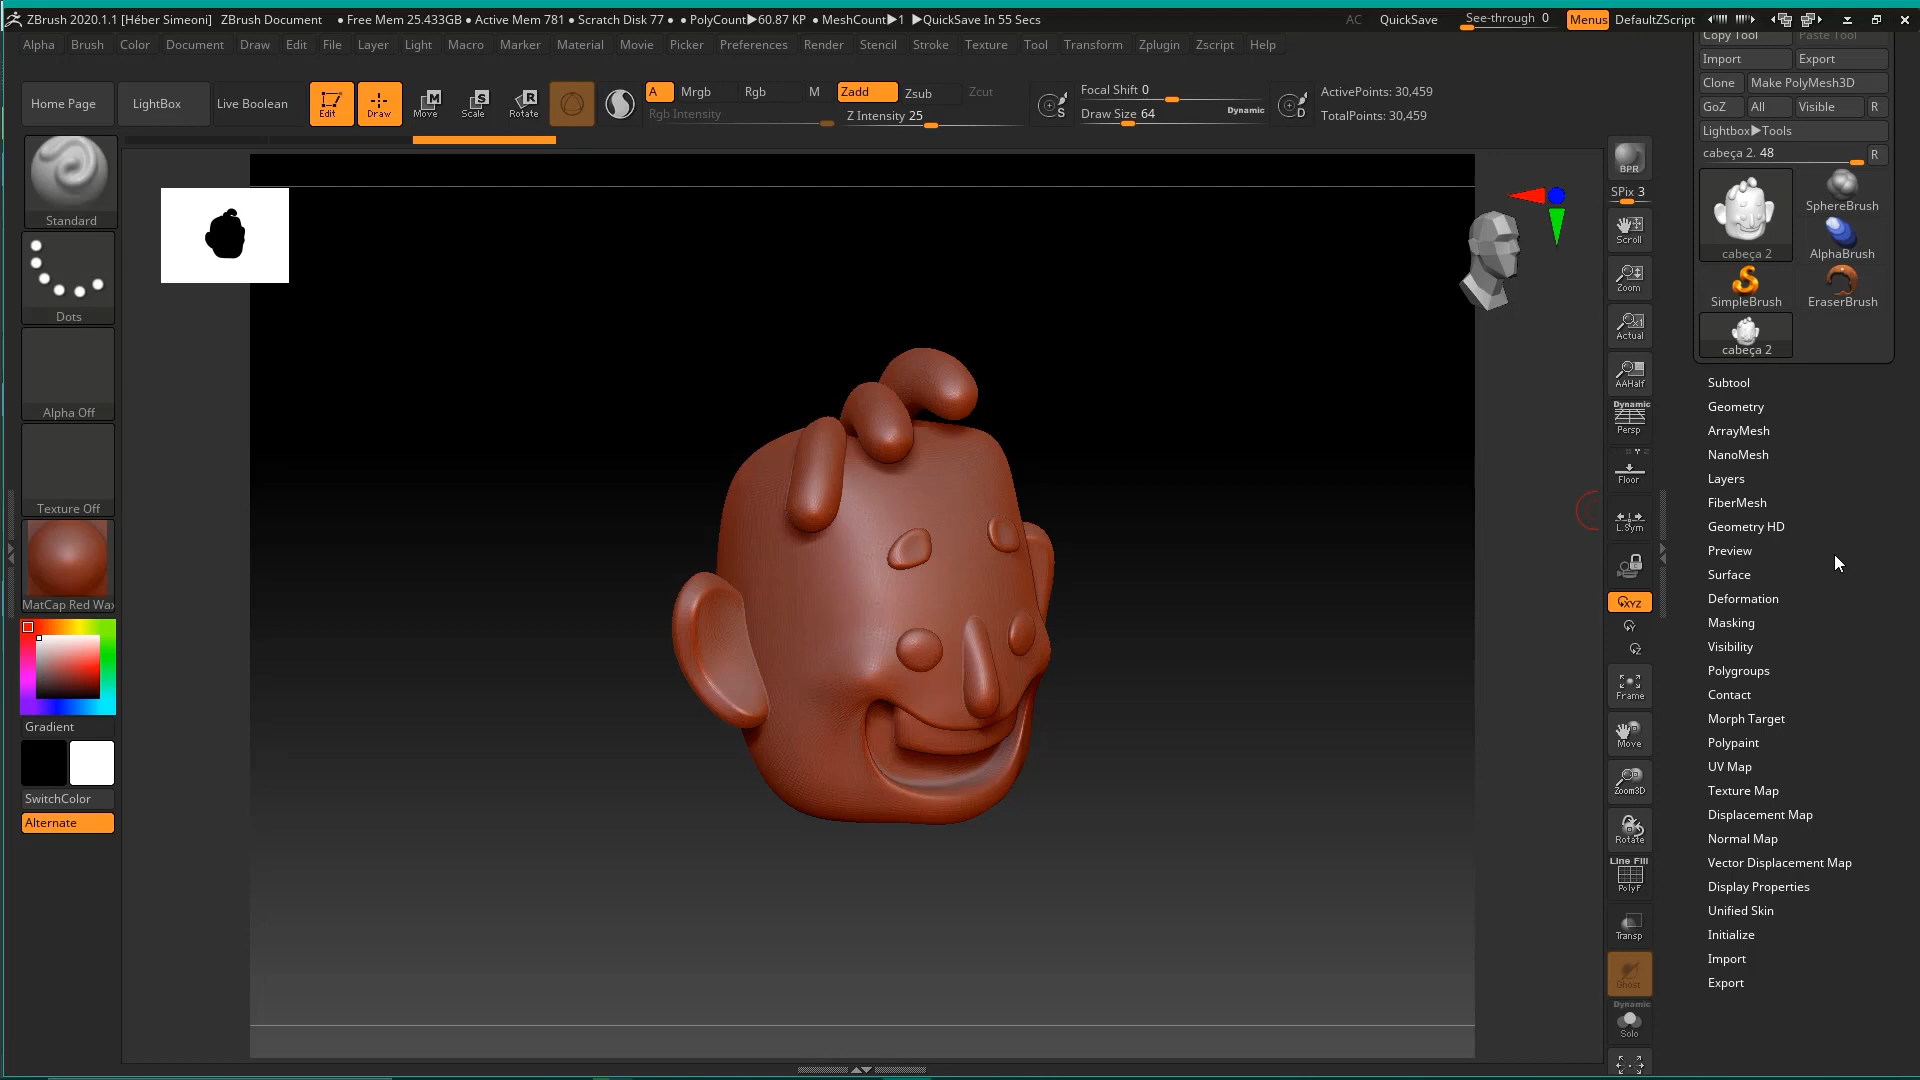 ZBrush 2020.1.1 [Héber Simeoni] ZBrush Document • Free Mem 25.433GB • Active Mem 781 • Scratch Disk 77 • • PolyCount▶60.87 KP • MeshCount▶1 ▶QuickSave In 55 Secs AC QuickSave See-through 0 Menus DefaultZScript
Alpha Brush Color Document Draw Edit File Layer Light Macro Marker Material Movie Picker Preferences Render Stencil Stroke Texture Tool Transform Zplugin Zscript Help
Home Page LightBox Live Boolean Edit Draw Move Scale Rotate
A Mrgb Rgb M Zadd Zsub Zcut
Rgb Intensity Z Intensity 25
S Focal Shift 0
Draw Size 64 Dynamic D
ActivePoints: 30,459
TotalPoints: 30,459
Standard
Dots
Alpha Off
Texture Off
MatCap Red Wax
Gradient
SwitchColor
Alternate
BPR
SPix 3
Scroll
Zoom
Actual
AAHalf
Dynamic
Persp
Floor
L.Sym
XYZ
Y
Z
Frame
Move
Zoom3D
Rotate
Line Fill
PolyF
Transp
Ghost
Dynamic
Solo
Copy Tool Paste Tool
Import Export
Clone Make PolyMesh3D
GoZ All Visible R
Lightbox▶Tools
cabeça 2. 48 R
SphereBrush
cabeça 2 AlphaBrush
SimpleBrush EraserBrush
cabeça 2
Subtool
Geometry
ArrayMesh
NanoMesh
Layers
FiberMesh
Geometry HD
Preview
Surface
Deformation
Masking
Visibility
Polygroups
Contact
Morph Target
Polypaint
UV Map
Texture Map
Displacement Map
Normal Map
Vector Displacement Map
Display Properties
Unified Skin
Initialize
Import
Export